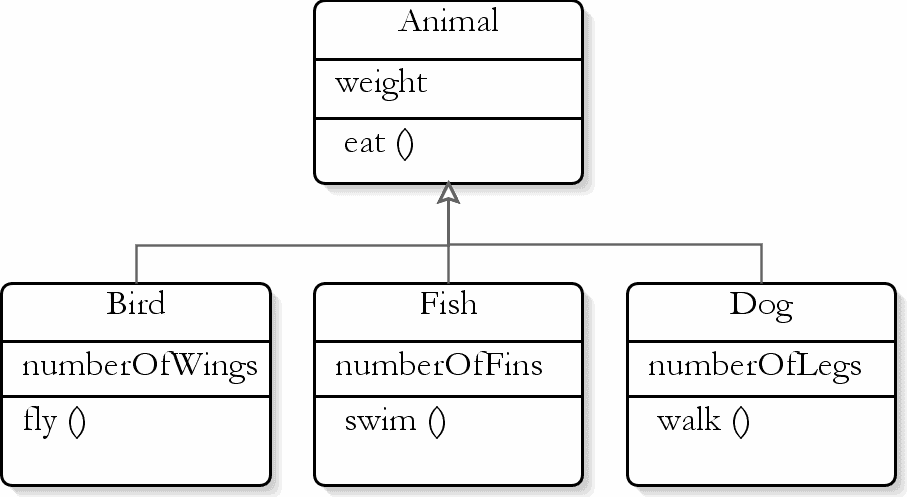 Animal
weight
eat ()
Bird
numberOfWings
fly ()
Fish
numberOfFins
swim ()
Dog
numberOfLegs
walk ()